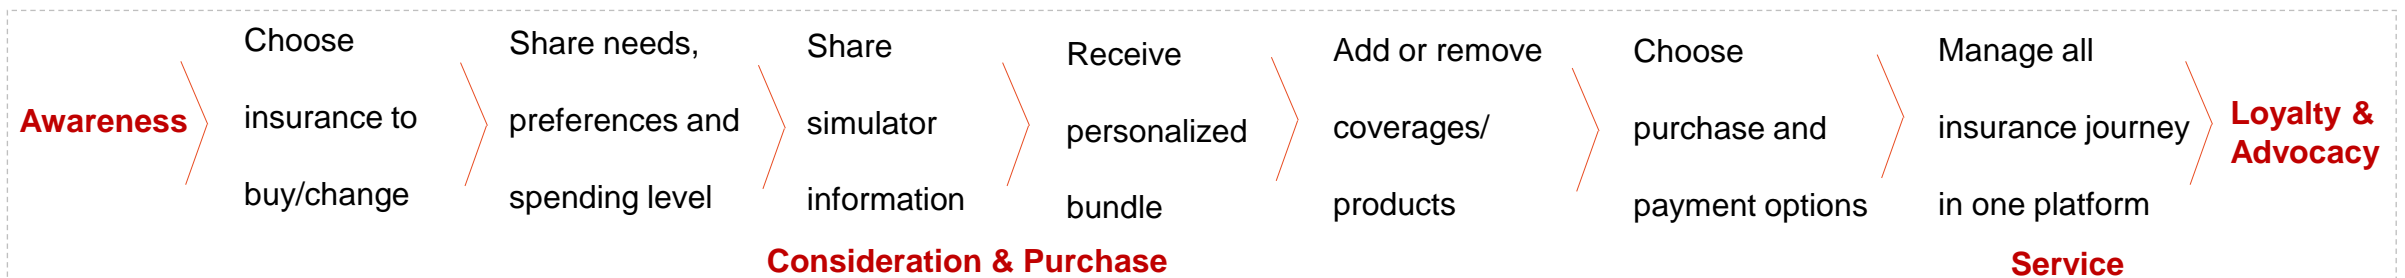 Awareness
Choose
insurance to
buy/change
Share needs,
preferences and
spending level
Share
simulator
information
Receive
personalized
bundle
Add or remove
coverages/
products
Choose
purchase and
payment options
Manage all
insurance journey
in one platform
Loyalty &
Advocacy
Consideration & Purchase
Service